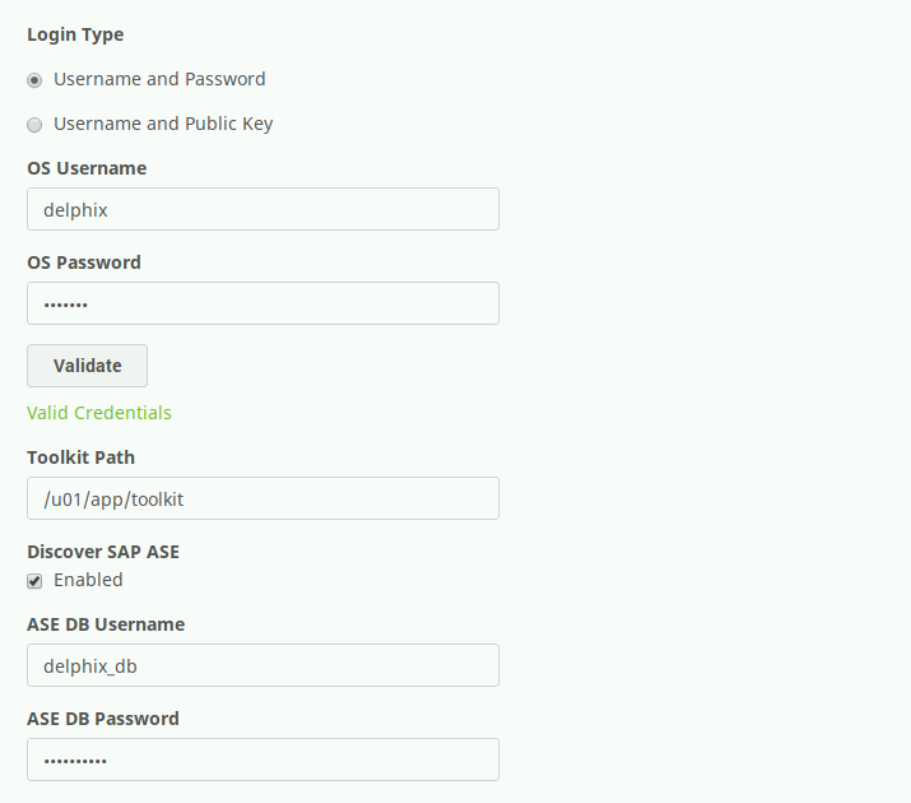 Login Type
Username and Password
Username and Public Key
OS Username
delphix
OS Password
•••••••
Validate
Valid Credentials
Toolkit Path
/u01/app/toolkit
Discover SAP ASE
Enabled
ASE DB Username
delphix_db
ASE DB Password
••••••••••